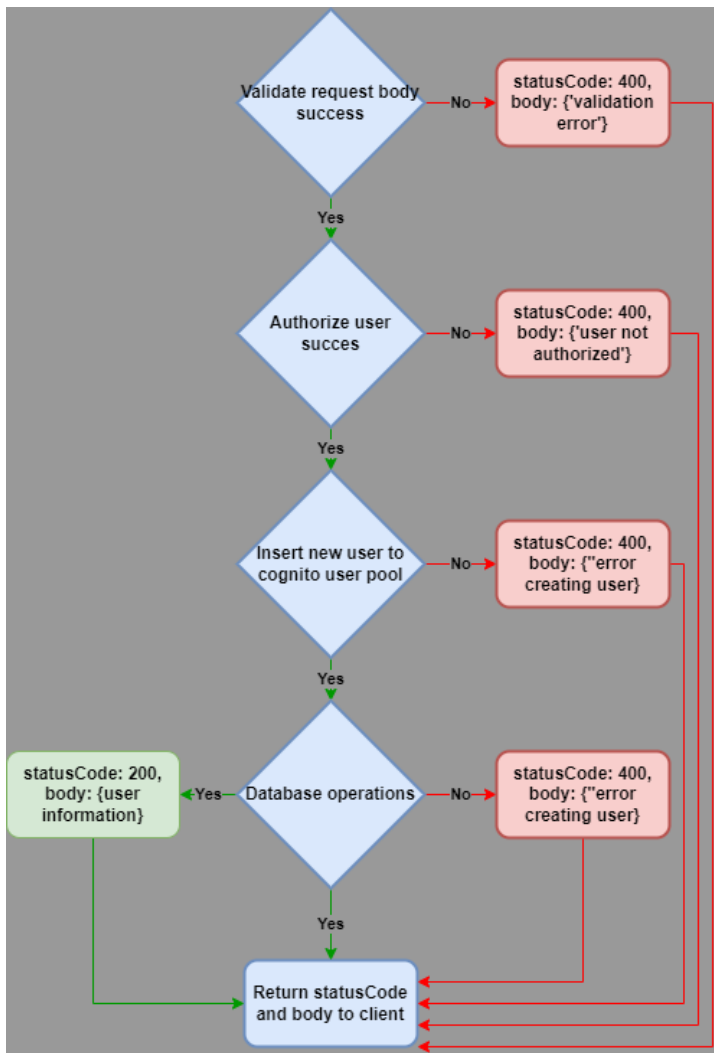 Validate request body
success
No
statusCode: 400,
body: {'validation
error'}
Yes
Authorize user
succes
No
statusCode: 400,
body: {'user not
authorized'}
Yes
Insert new user to
cognito user pool
No
statusCode: 400,
body: {"error
creating user}
Yes
statusCode: 200,
body: {user
information}
Yes
Database operations
No
statusCode: 400,
body: {"error
creating user}
Yes
Return statusCode
and body to client